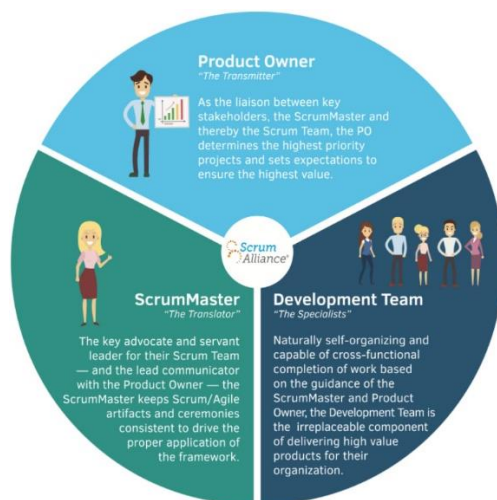 Product Owner
"The Transmitter"
As the liaison between key
stakeholders, the ScrumMaster and
thereby the Scrum Team, the PO
determines the highest priority
projects and sets expectations to
ensure the highest value.
Scrum
Alliance®
ScrumMaster
"The Translator"
The key advocate and servant
leader for their Scrum Team
— and the lead communicator
with the Product Owner — the
ScrumMaster keeps Scrum/Agile
artifacts and ceremonies
consistent to drive the
proper application of
the framework.
Development Team
"The Specialists"
Naturally self-organizing and
capable of cross-functional
completion of work based
on the guidance of the
ScrumMaster and Product
Owner, the Development Team is
the irreplaceable component
of delivering high value
products for their
organization.